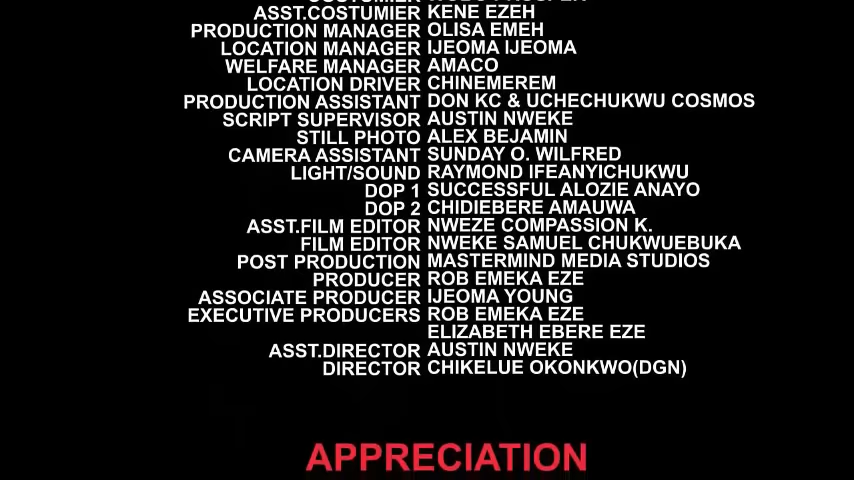 ASST.COSTUMIER KENE EZEH
PRODUCTION MANAGER OLISA EMEH
LOCATION MANAGER IJEOMA IJEOMA
WELFARE MANAGER AMACO
LOCATION DRIVER CHINEMEREM
PRODUCTION ASSISTANT DON KC & UCHECHUKWU COSMOS
SCRIPT SUPERVISOR AUSTIN NWEKE
STILL PHOTO ALEX BEJAMIN
CAMERA ASSISTANT SUNDAY O. WILFRED
LIGHT/SOUND RAYMOND IFEANYICHUKWU
DOP 1 SUCCESSFUL ALOZIE ANAYO
DOP 2 CHIDIEBERE AMAUWA
ASST.FILM EDITOR NWEZE COMPASSION K.
FILM EDITOR NWEKE SAMUEL CHUKWUEBUKA
POST PRODUCTION MASTERMIND MEDIA STUDIOS
PRODUCER ROB EMEKA EZE
ASSOCIATE PRODUCER IJEOMA YOUNG
EXECUTIVE PRODUCERS ROB EMEKA EZE
ELIZABETH EBERE EZE
ASST.DIRECTOR AUSTIN NWEKE
DIRECTOR CHIKELUE OKONKWO(DGN)
APPRECIATION